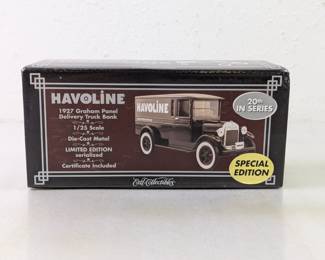 HAVOLINE
1927 Graham Panel
Delivery Truck Bank
1/25 Scale
Die-Cast Metal
LIMITED EDITION
serialized
Certificate Included
HAVOLINE
20th
IN SERIES
SPECIAL
EDITION
Ertl Collectibles